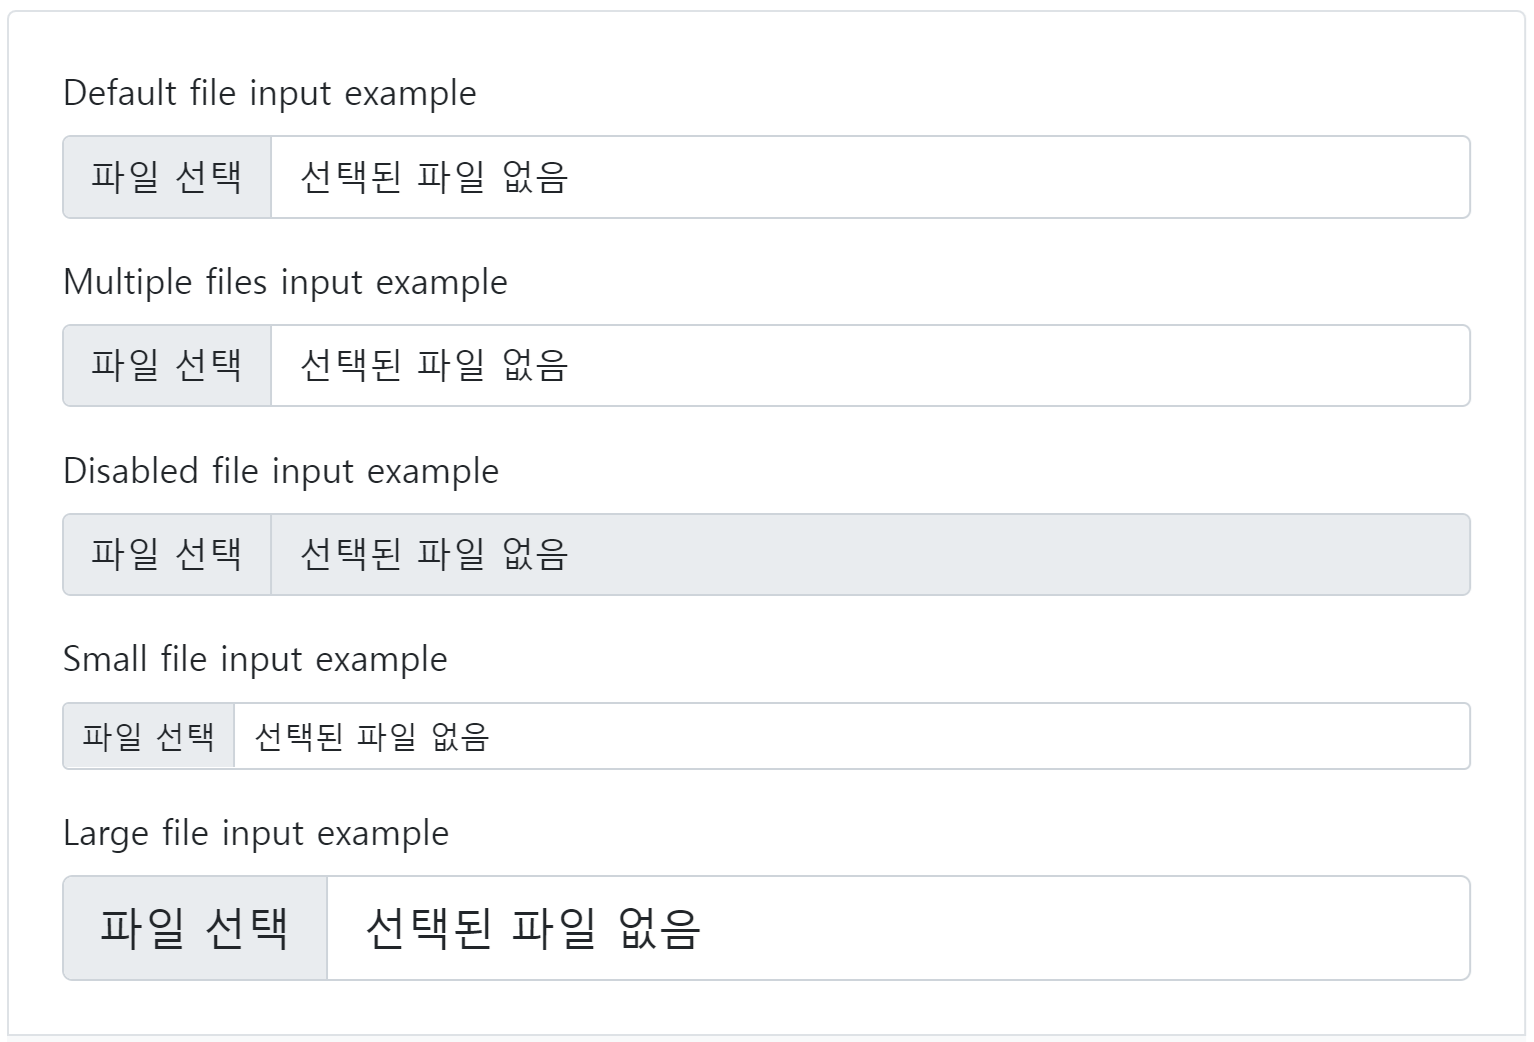 Default file input example
파일 선택 선택된 파일 없음
Multiple files input example
파일 선택 선택된 파일 없음
Disabled file input example
파일 선택 선택된 파일 없음
Small file input example
파일 선택 선택된 파일 없음
Large file input example
파일 선택 선택된 파일 없음